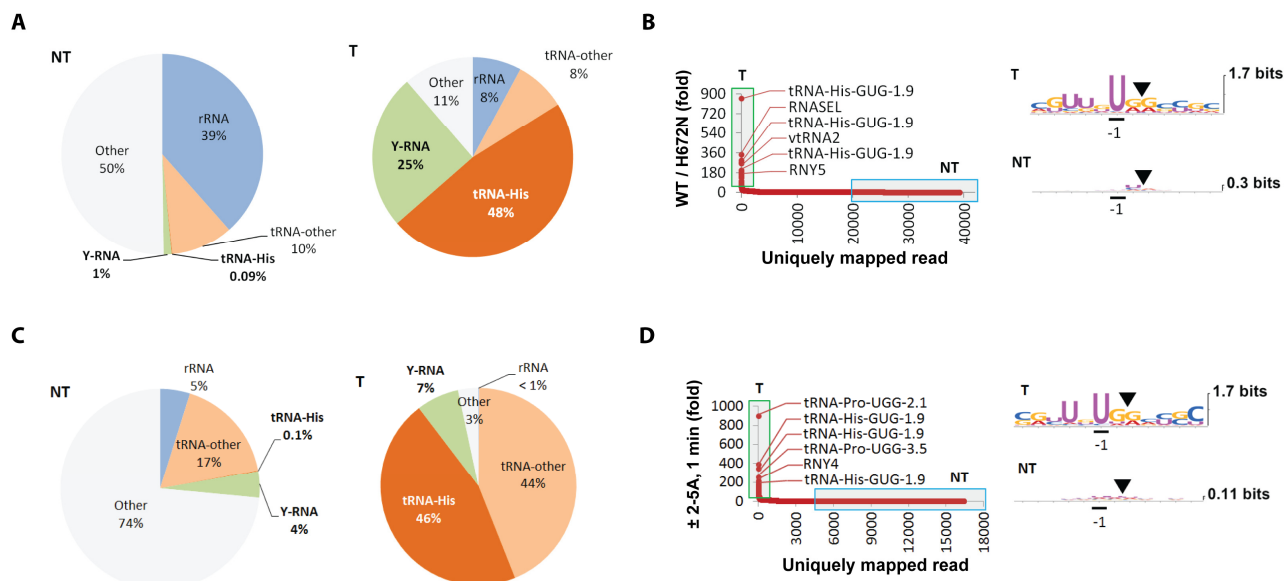 A
NT
Other
50%
rRNA
39%
tRNA-other
10%
tRNA-His
0.09%
Y-RNA
1%
T
Other
11%
rRNA
8%
tRNA-other
8%
Y-RNA
25%
tRNA-His
48%
B
WT / H672N (fold)
900
720
540
360
180
0
T
tRNA-His-GUG-1.9
RNASEL
tRNA-His-GUG-1.9
vtRNA2
tRNA-His-GUG-1.9
RNY5
NT
0
10000
20000
30000
40000
Uniquely mapped read
T
1.7 bits
-1
NT
0.3 bits
-1
C
NT
rRNA
5%
tRNA-other
17%
tRNA-His
0.1%
Y-RNA
4%
Other
74%
T
Y-RNA
7%
Other
3%
rRNA
< 1%
tRNA-other
44%
tRNA-His
46%
D
± 2-5A, 1 min (fold)
1000
800
600
400
200
0
T
tRNA-Pro-UGG-2.1
tRNA-His-GUG-1.9
tRNA-His-GUG-1.9
tRNA-Pro-UGG-3.5
RNY4
tRNA-His-GUG-1.9
NT
0
3000
6000
9000
12000
15000
18000
Uniquely mapped read
T
1.7 bits
-1
NT
0.11 bits
-1